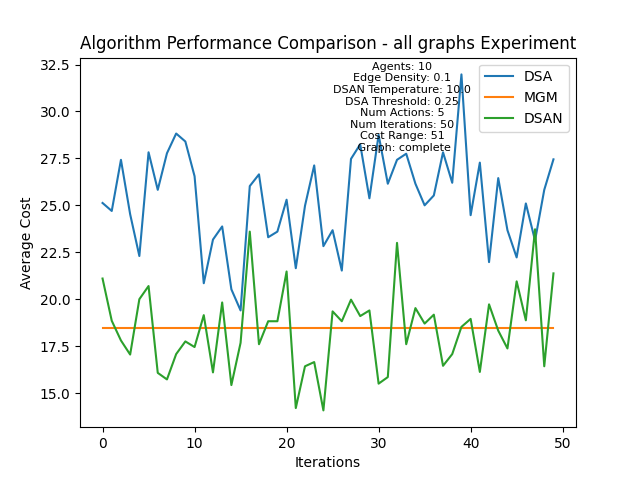 Algorithm Performance Comparison - all graphs Experiment
Agents: 10
Edge Density: 0.1
DSAN Temperature: 10.0
DSA Threshold: 0.25
Num Actions: 5
Num Iterations: 50
Cost Range: 51
Graph: complete
DSA
MGM
DSAN
Average Cost
32.5
30.0
27.5
25.0
22.5
20.0
17.5
15.0
0 10 20 30 40 50
Iterations